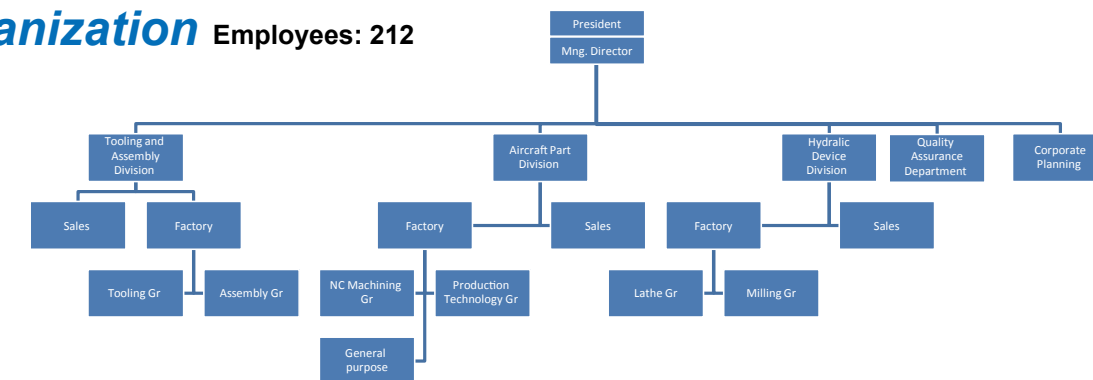 anization Employees: 212
President
Mng. Director
Tooling and
Assembly
Division
Aircraft Part
Division
Hydralic
Device
Division
Quality
Assurance
Department
Corporate
Planning
Sales
Factory
Factory
Sales
Factory
Sales
Tooling Gr
Assembly Gr
NC Machining
Gr
Production
Technology Gr
Lathe Gr
Milling Gr
General
purpose